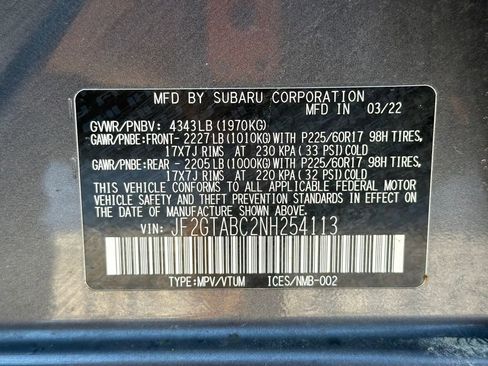 MFD BY SUBARU CORPORATION
MFD IN 03/22
GVWR/PNBV: 4343LB (1970KG)
GAWR/PNBE:FRONT- 2227LB (1010KG)WITH P225/60R17 98H TIRES,
17X7J RIMS AT 230 KPA (33 PSI)COLD
GAWR/PNBE:REAR - 2205LB (1000KG)WITH P225/60R17 98H TIRES,
17X7J RIMS AT 220 KPA (32 PSI)COLD
THIS VEHICLE CONFORMS TO ALL APPLICABLE FEDERAL MOTOR
VEHICLE SAFETY AND THEFT PREVENTION STANDARDS IN EFFECT
ON THE DATE OF MANUFACTURE SHOWN ABOVE.
VIN: JF2GTABC2NH254113
TYPE:MPV/VTUM ICES/NMB-002